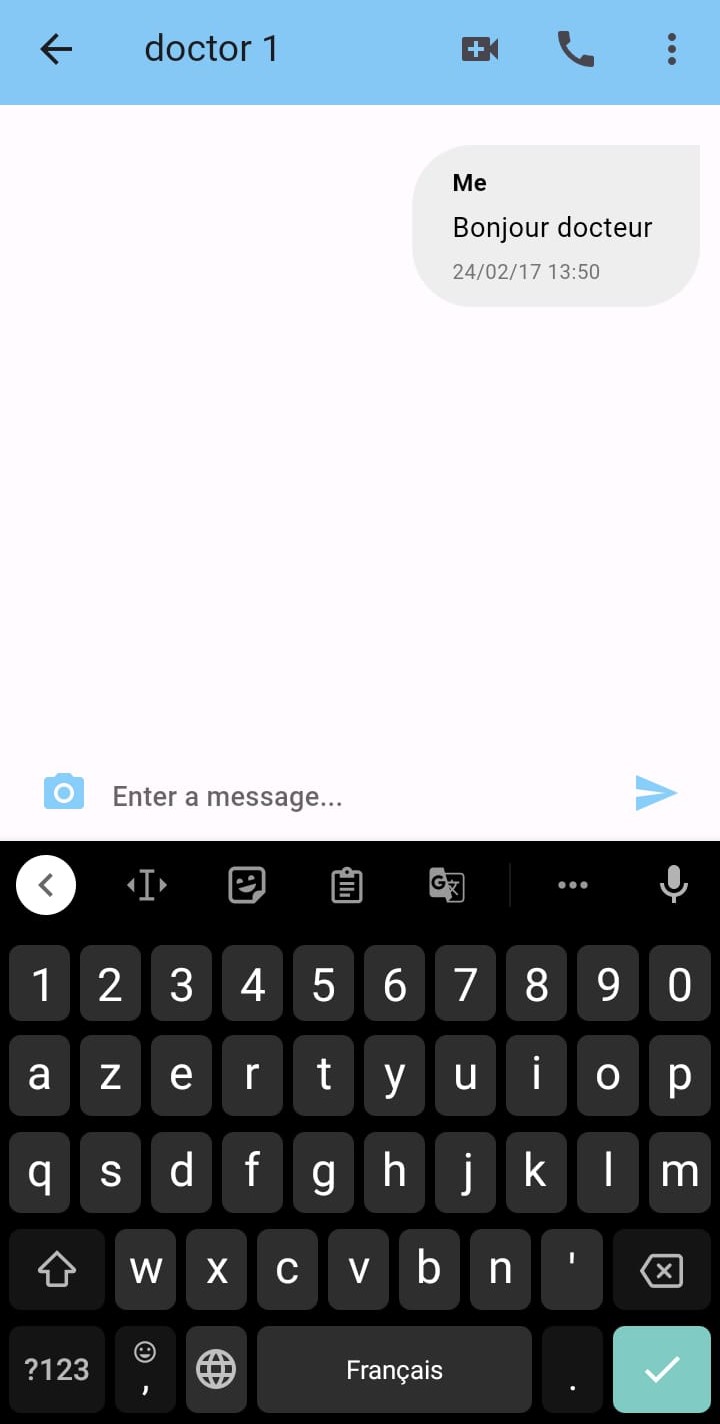 doctor 1
Me
Bonjour docteur
24/02/17 13:50
Enter a message...
1 2 3 4 5 6 7 8 9 0
a z e r t y u i o p
q s d f g h j k l m
w x c v b n '
?123 , Français .